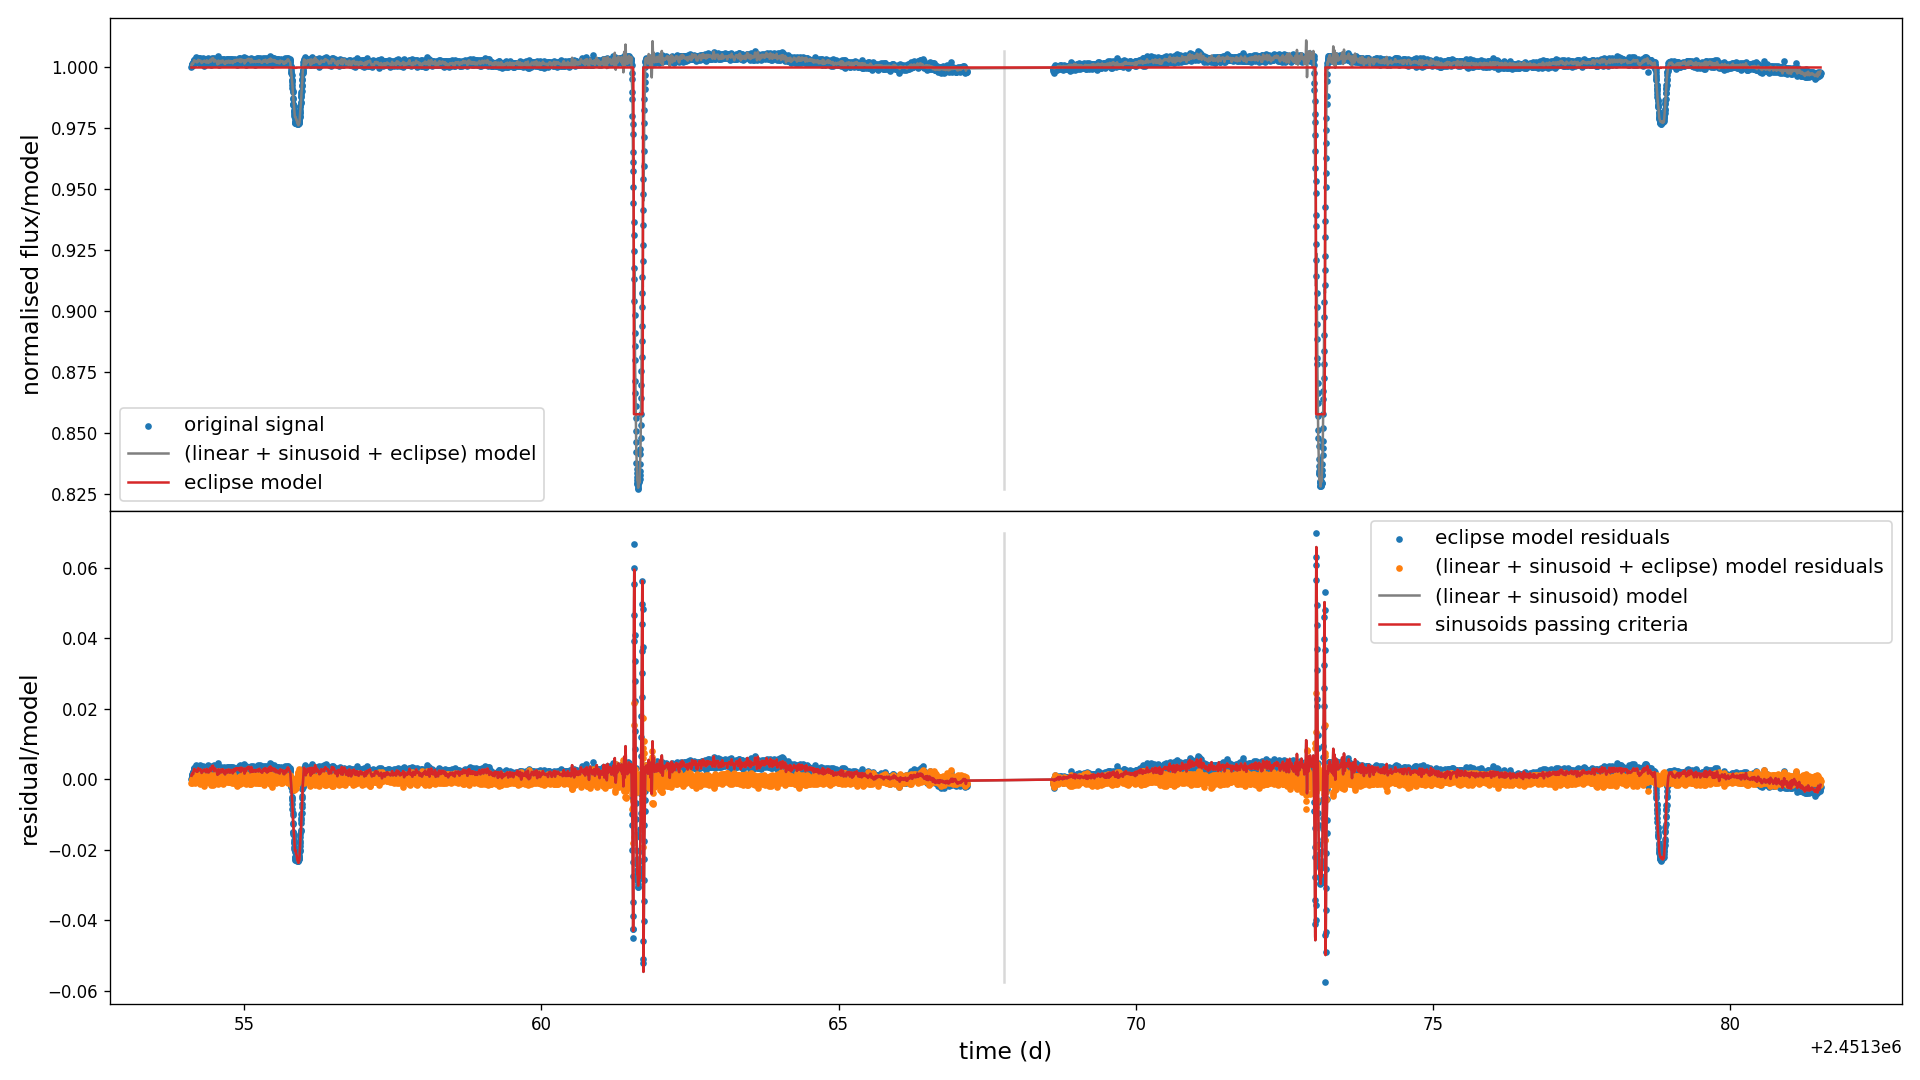 normalised flux/model
1.000
0.975
0.950
0.925
0.900
0.875
0.850
0.825
original signal
(linear + sinusoid + eclipse) model
eclipse model
residual/model
0.06
0.04
0.02
0.00
−0.02
−0.04
−0.06
eclipse model residuals
(linear + sinusoid + eclipse) model residuals
(linear + sinusoid) model
sinusoids passing criteria
55 60 65 70 75 80
time (d)
+2.4513e6